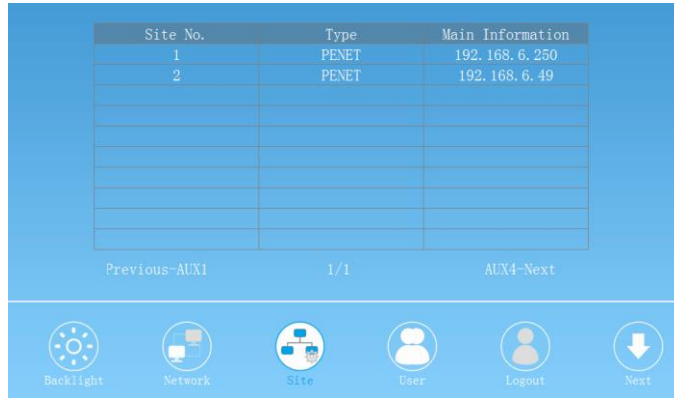 Site No. Type Main Information
1 PENET 192.168.6.250
2 PENET 192.168.6.49
Previous-AUX1 1/1 AUX4-Next
Backlight Network Site User Logout Next